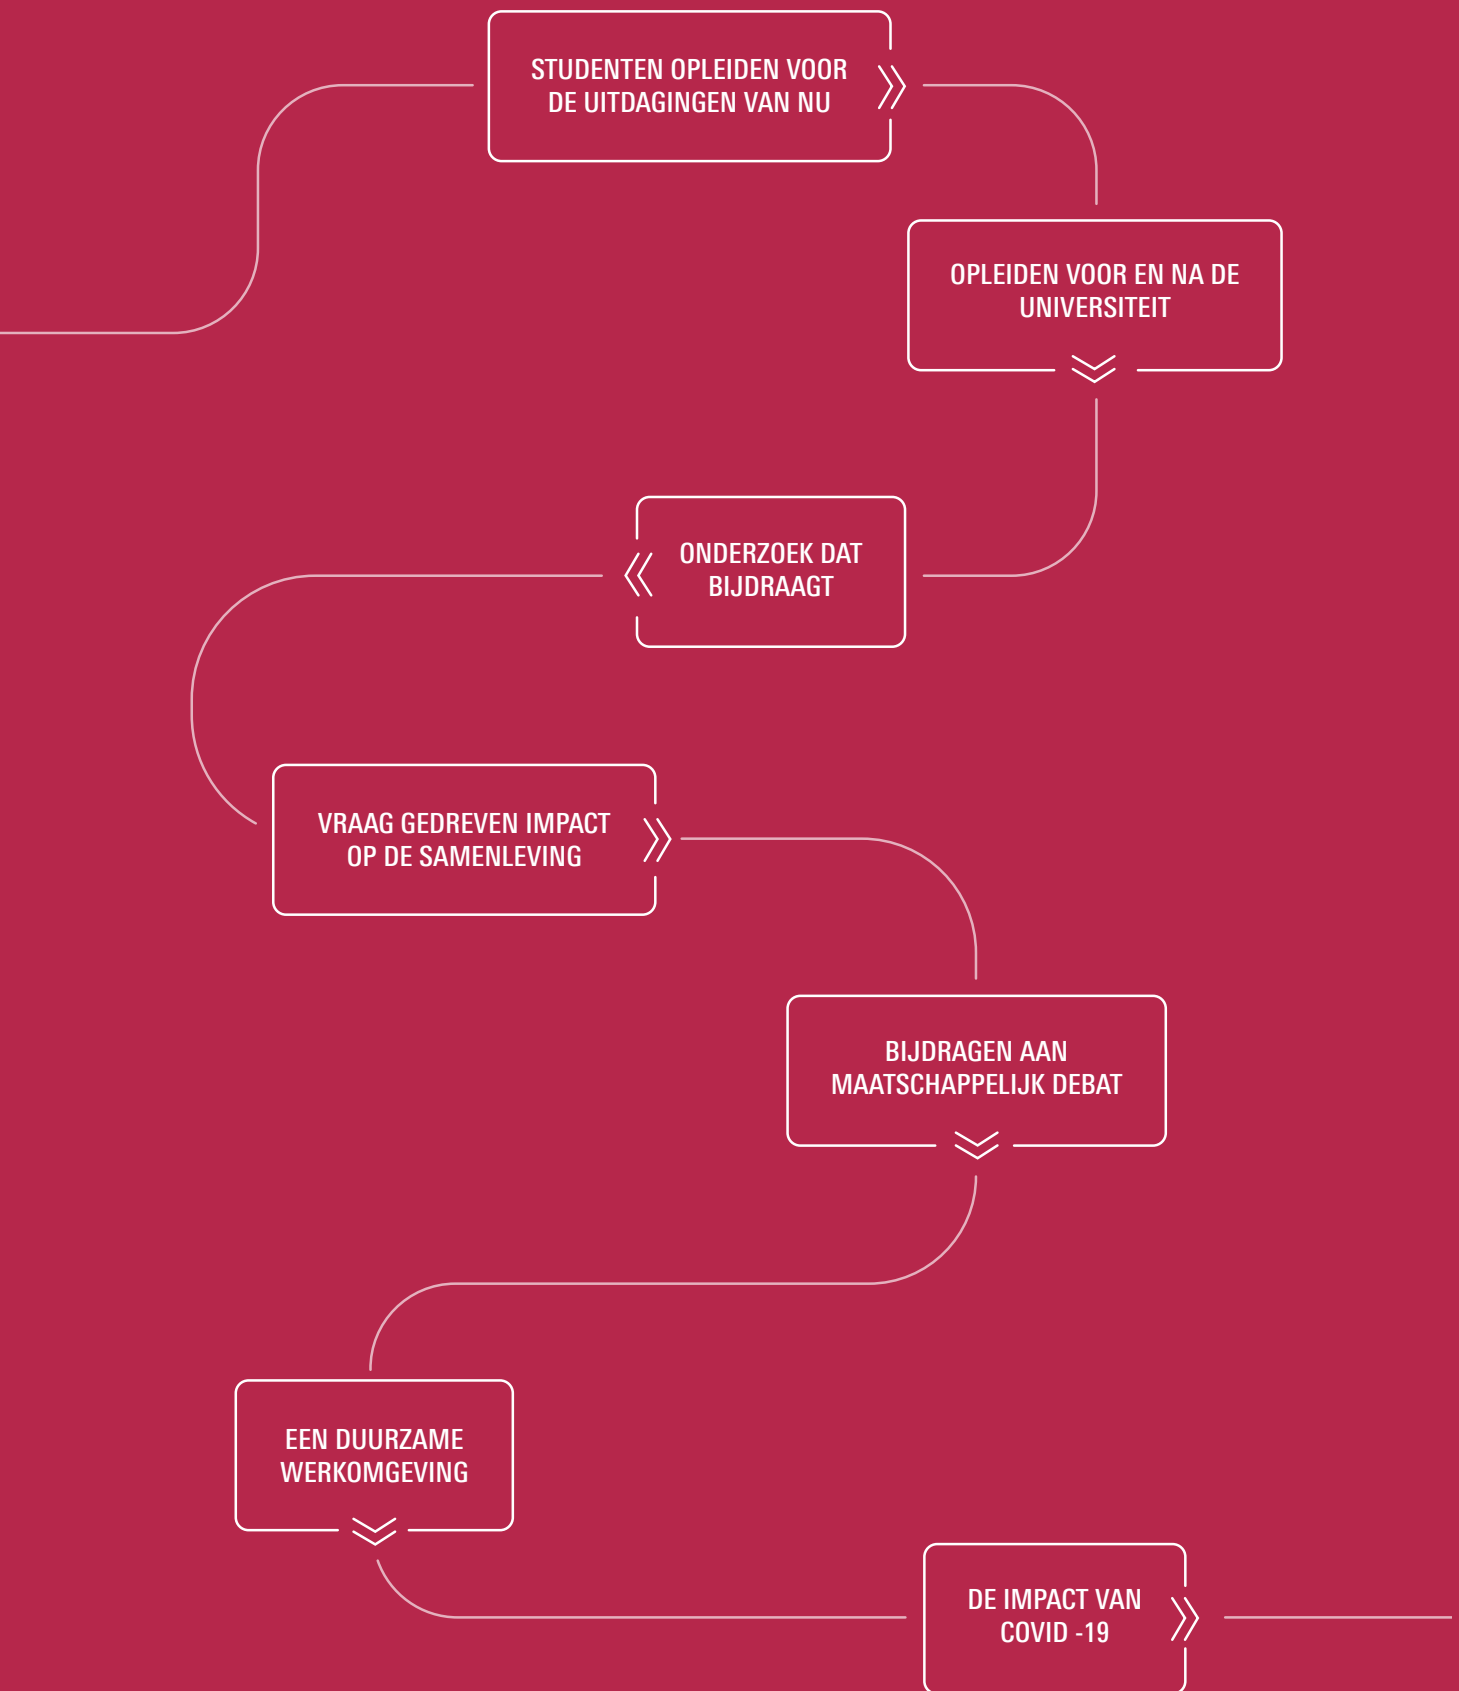 STUDENTEN OPLEIDEN VOOR
DE UITDAGINGEN VAN NU
OPLEIDEN VOOR EN NA DE
UNIVERSITEIT
ONDERZOEK DAT
BIJDRAAGT
VRAAG GEDREVEN IMPACT
OP DE SAMENLEVING
BIJDRAGEN AAN
MAATSCHAPPELIJK DEBAT
EEN DUURZAME
WERKOMGEVING
DE IMPACT VAN
COVID -19